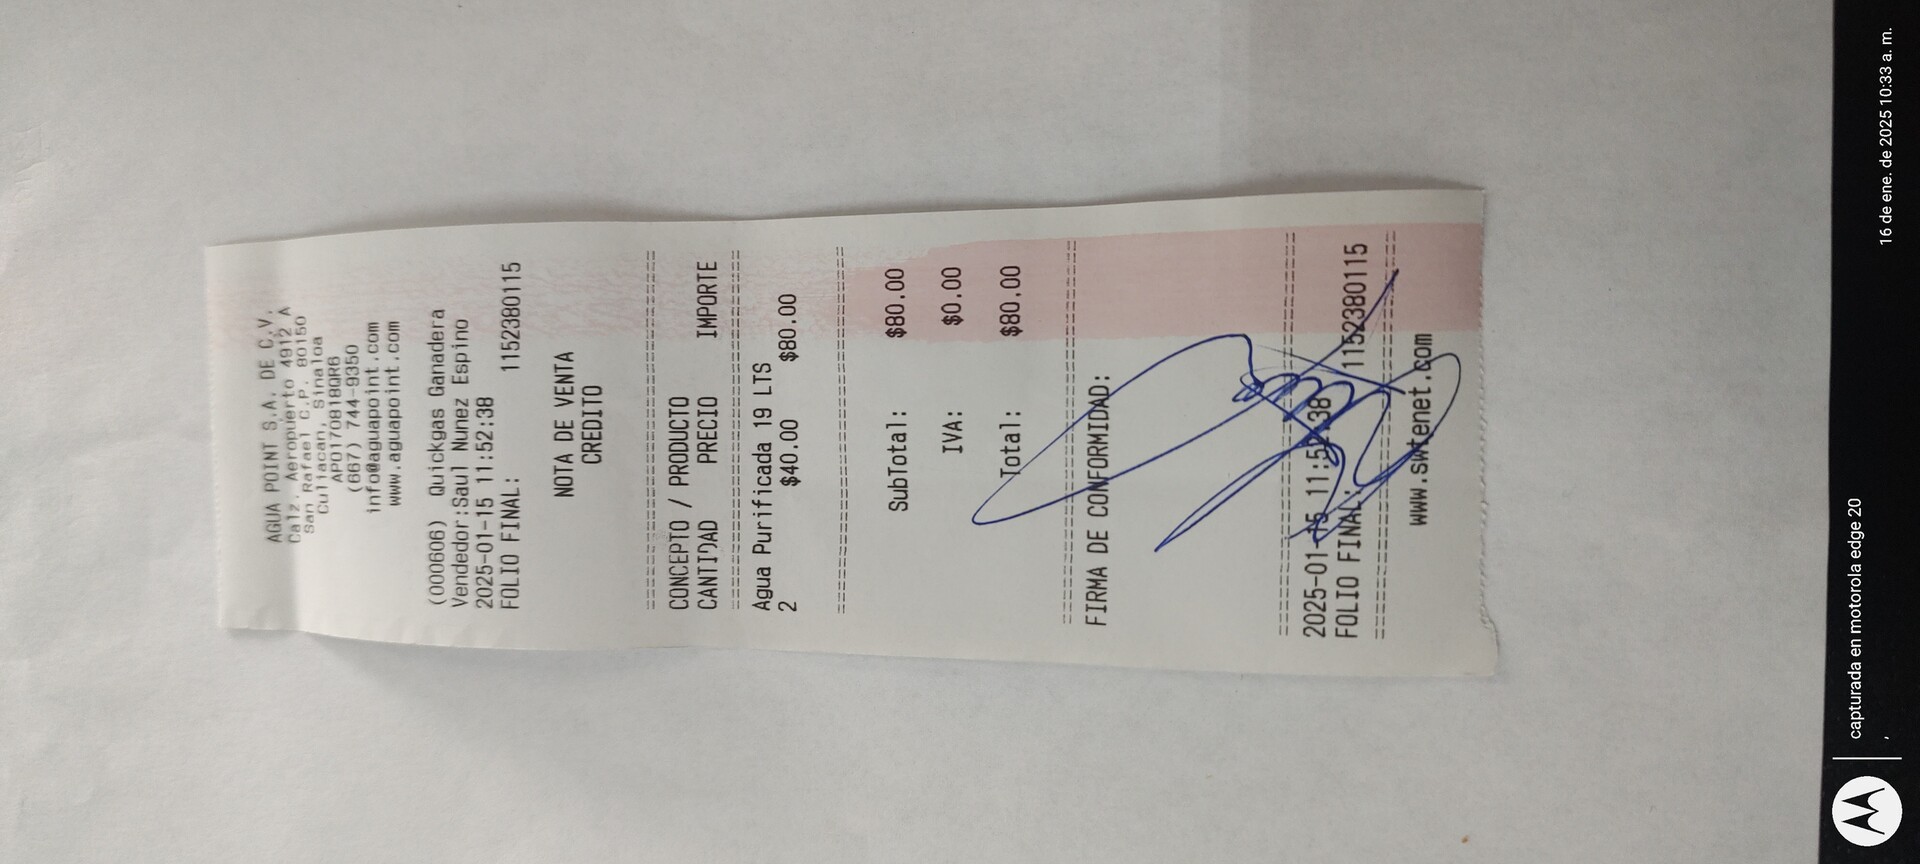 AGUA POINT S.A. DE C.V.
Calz. Aeropuerto 4912 A
San Rafael C.P. 80150
Culiacan, Sinaloa
APO170818QR6
(667) 744-9350
info@aguapoint.com
www.aguapoint.com
(000606) Quickgas Ganadera
Vendedor:Saul Nunez Espino
2025-01-15 11:52:38
FOLIO FINAL: 1152380115
NOTA DE VENTA
CREDITO
CONCEPTO / PRODUCTO
CANTIDAD PRECIO IMPORTE
Agua Purificada 19 LTS
2 $40.00 $80.00
SubTotal: $80.00
IVA: $0.00
Total: $80.00
FIRMA DE CONFORMIDAD:
2025-01-15 11:52:38
FOLIO FINAL: 1152380115
www.swtenet.com
capturada en motorola edge 20
16 de ene. de 2025 10:33 a. m.